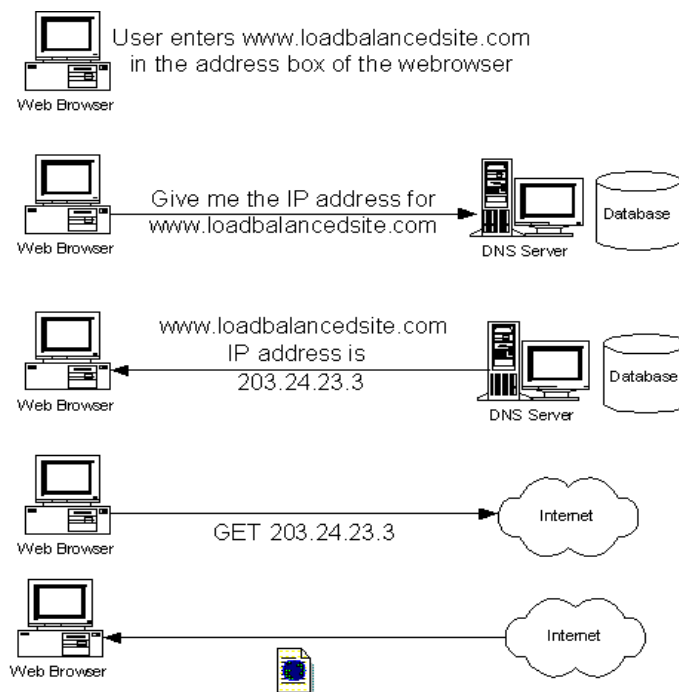 User enters www.loadbalancedsite.com
in the address box of the webrowser
Web Browser
Give me the IP address for
www.loadbalancedsite.com
Web Browser
DNS Server
Database
www.loadbalancedsite.com
IP address is
203.24.23.3
Web Browser
DNS Server
Database
GET 203.24.23.3
Web Browser
Internet
Web Browser
Internet